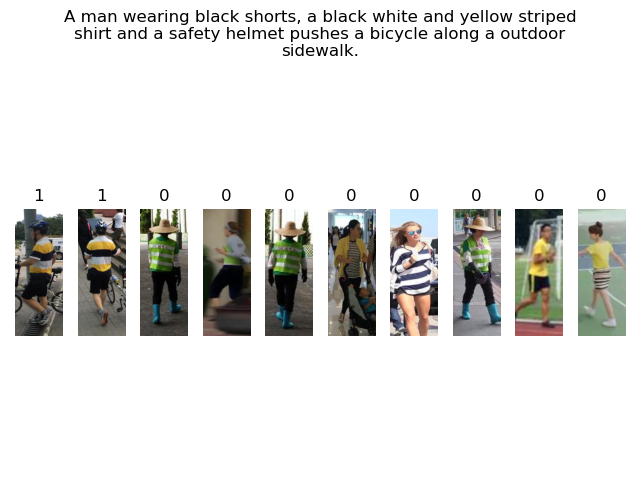 A man wearing black shorts, a black white and yellow striped
shirt and a safety helmet pushes a bicycle along a outdoor
sidewalk.
1 1 0 0 0 0 0 0 0 0